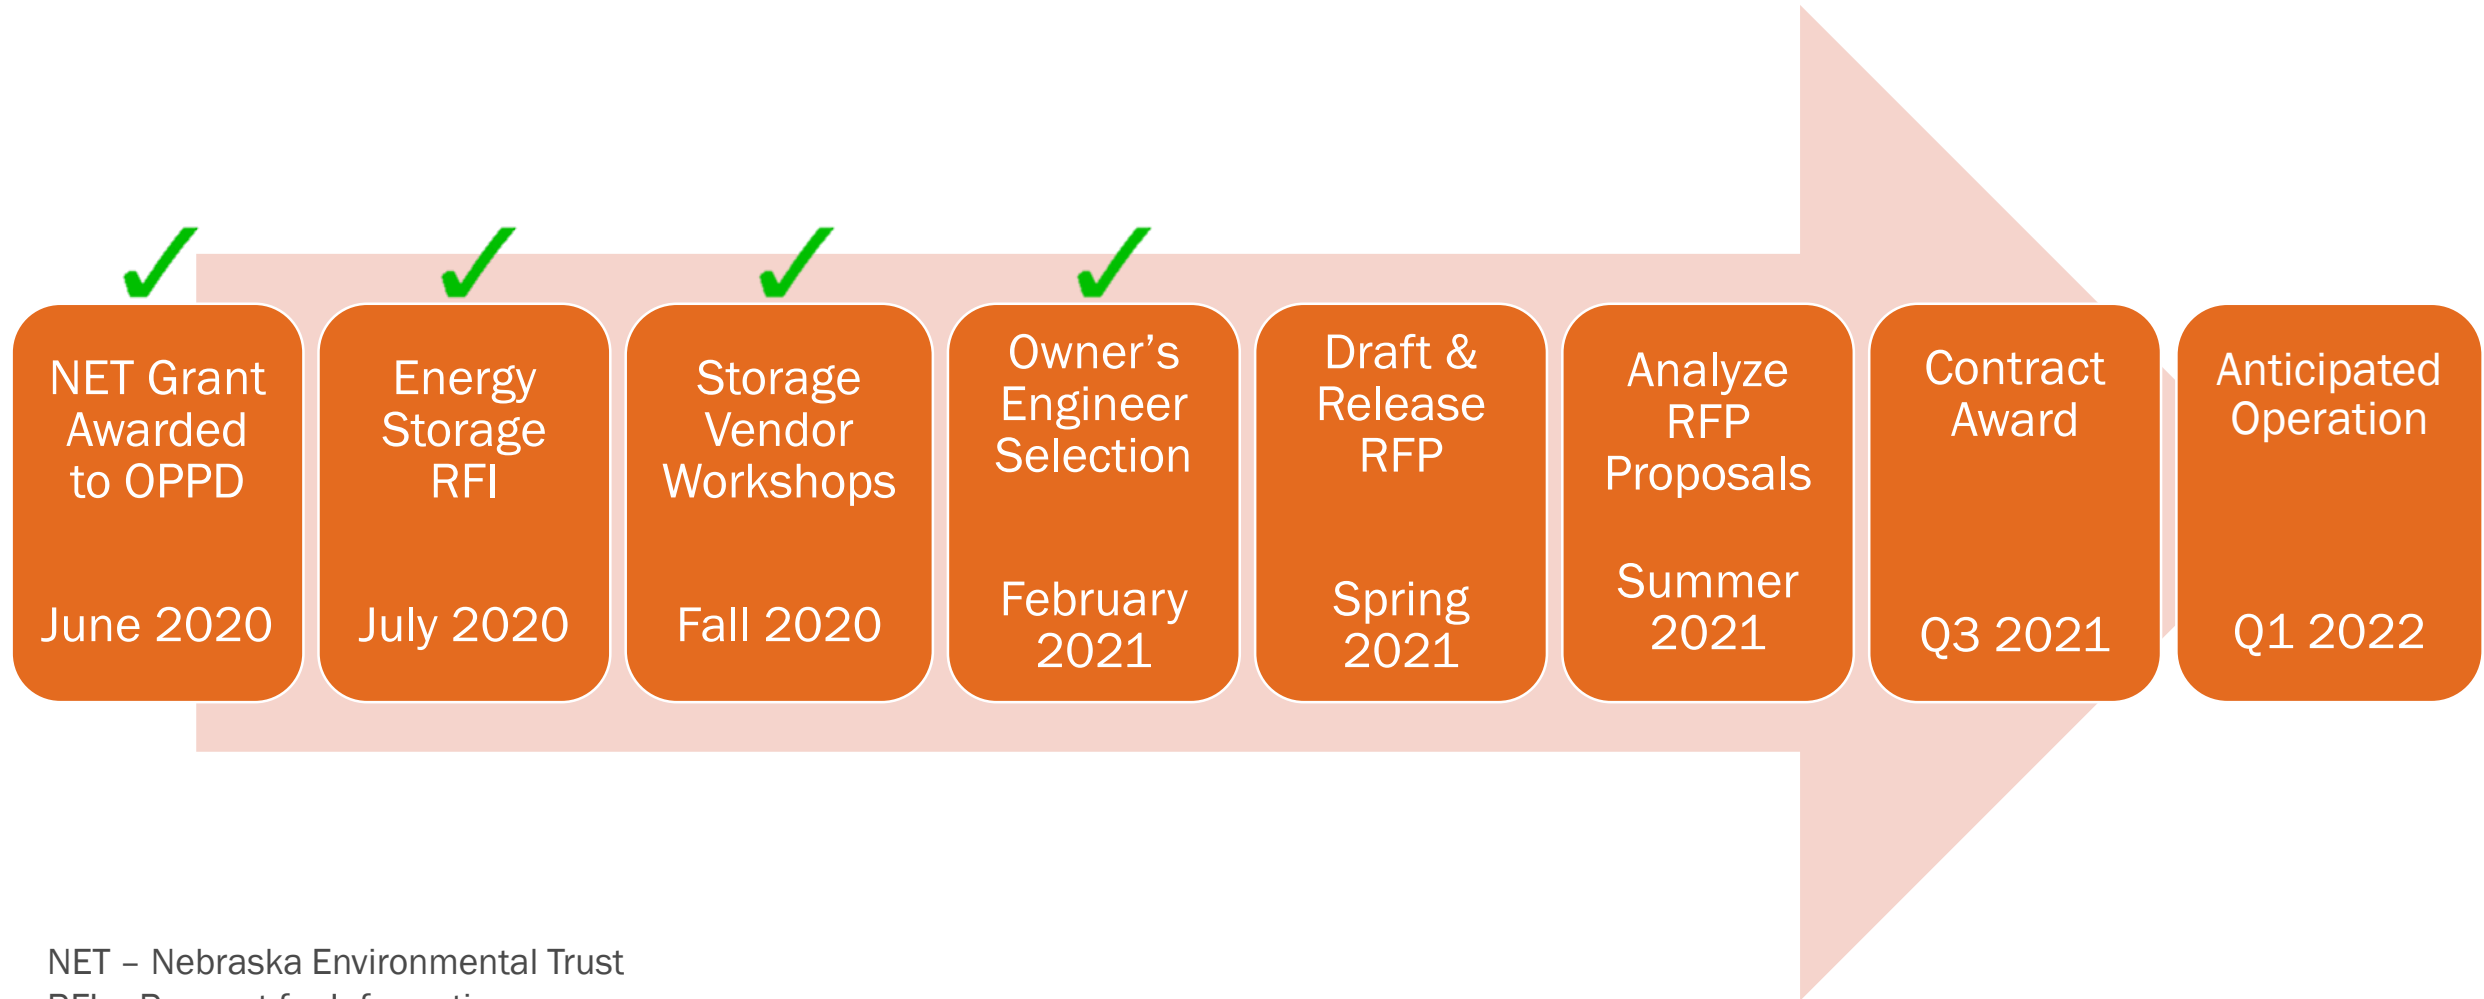 NET Grant
Awarded
to OPPD
June 2020
Energy
Storage
RFI
July 2020
Storage
Vendor
Workshops
Fall 2020
Owner’s
Engineer
Selection
February
2021
Draft &
Release
RFP
Spring
2021
Analyze
RFP
Proposals
Summer
2021
Contract
Award
Q3 2021
Anticipated
Operation
Q1 2022
NET – Nebraska Environmental Trust